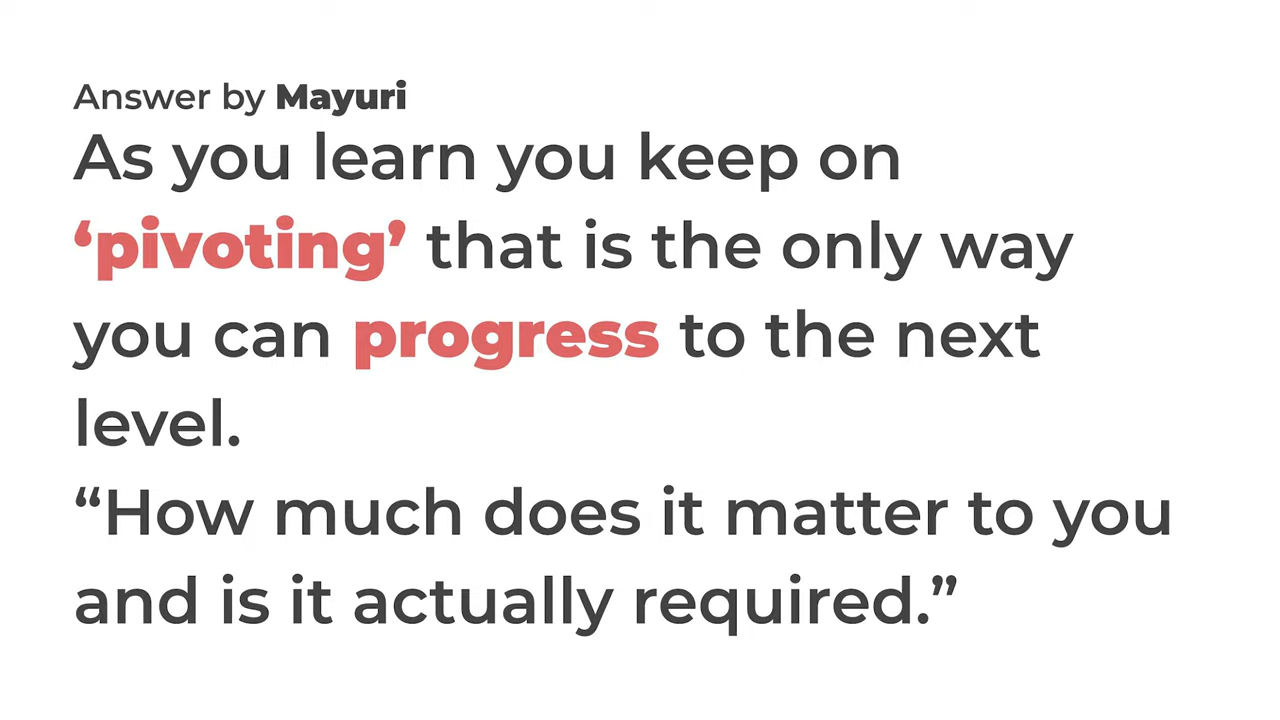 Answer by Mayuri
As you learn you keep on
‘pivoting’ that is the only way
you can progress to the next
level.
“How much does it matter to you
and is it actually required.”